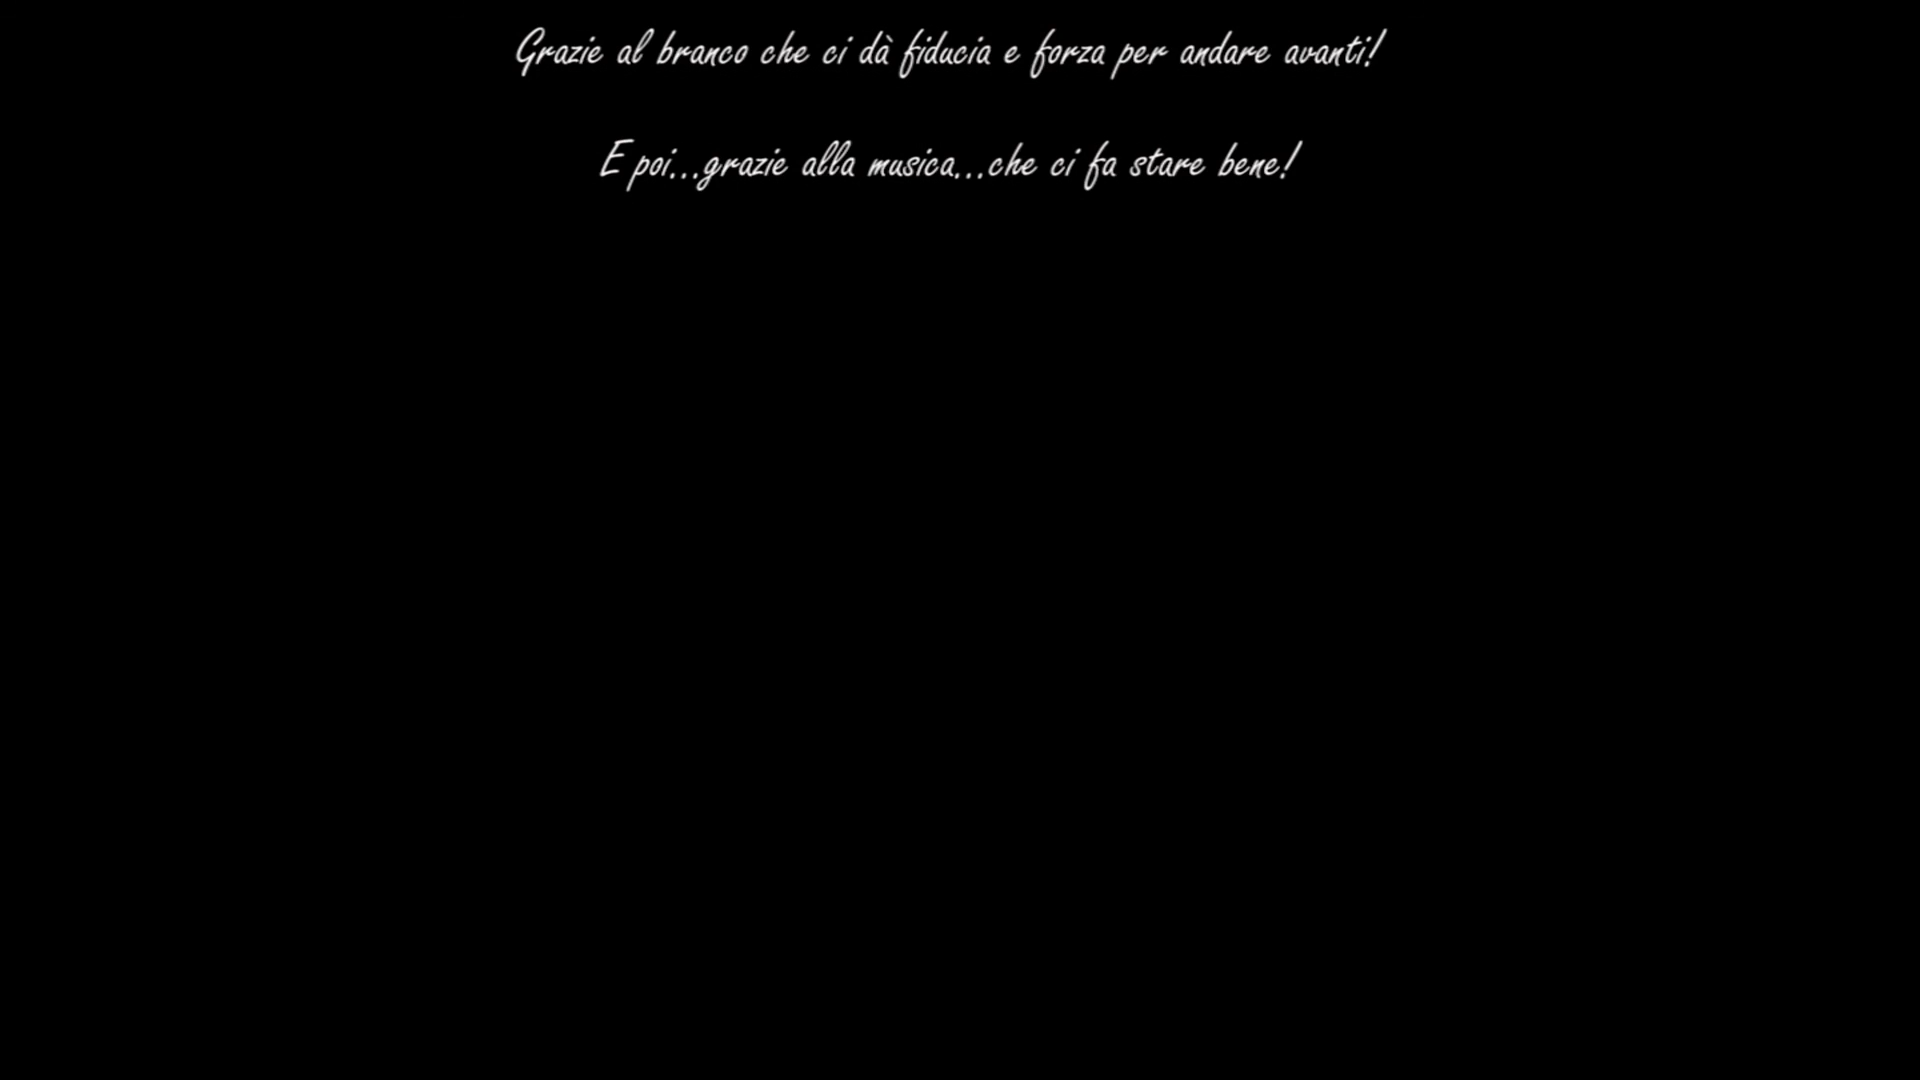 Grazie al branco che ci dà fiducia e forza per andare avanti!
E poi...grazie alla musica...che ci fa stare bene!